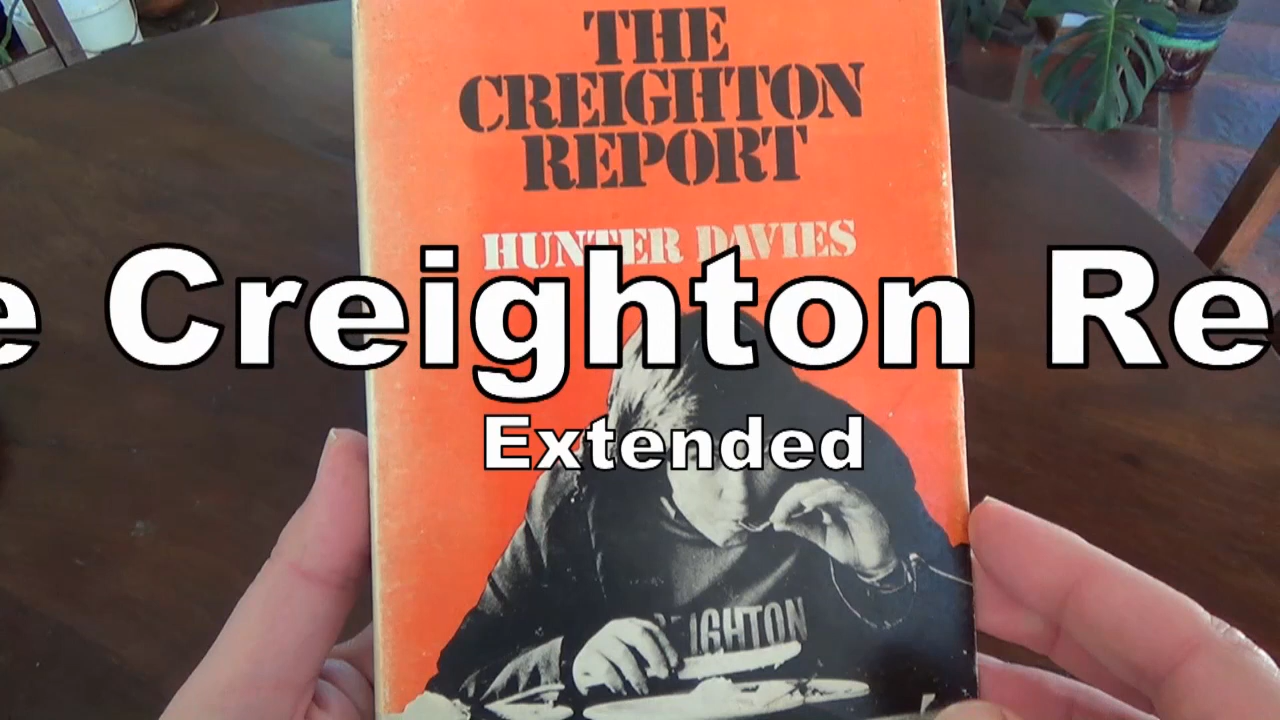 THE
CREIGHTON
REPORT
HUNTER DAVIES
e Creighton Re
Extended
IGHTON